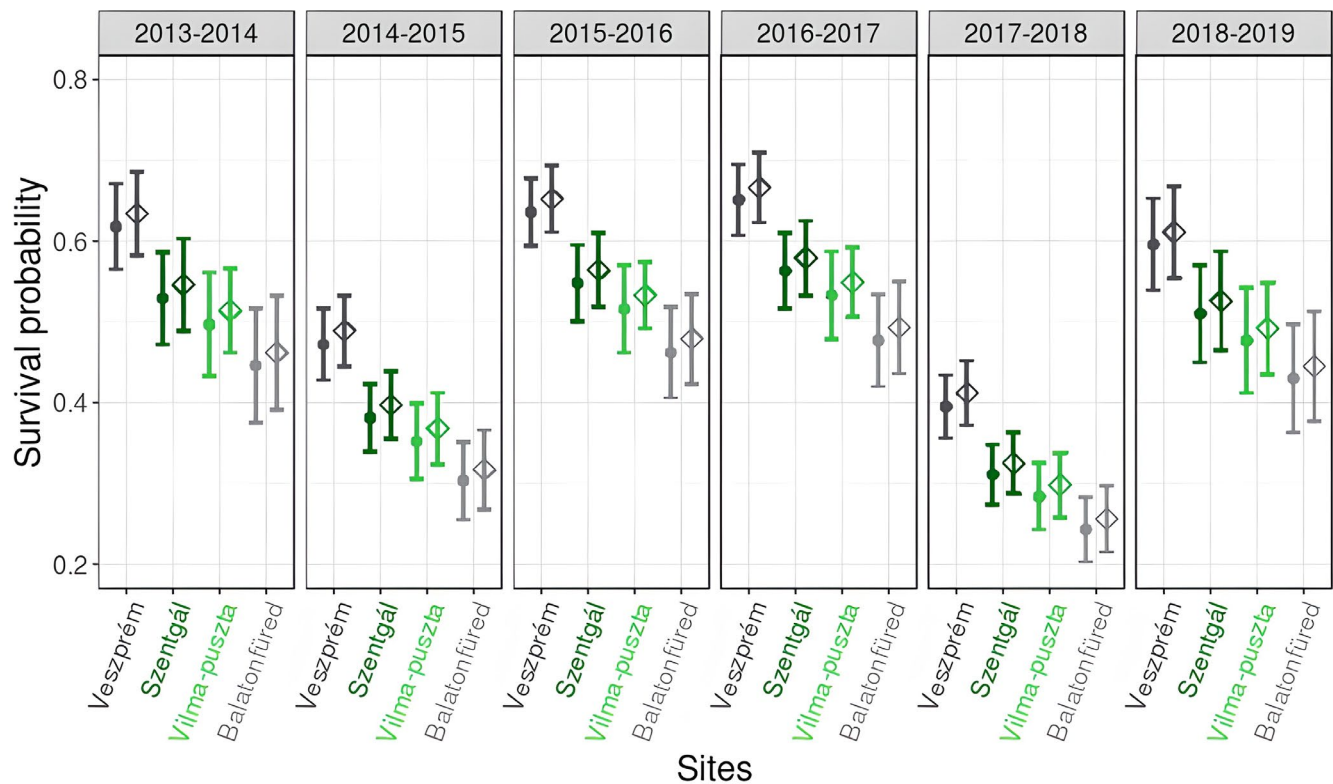 2013-2014
2014-2015
2015-2016
2016-2017
2017-2018
2018-2019
Survival probability
0.8
0.6
0.4
0.2
Veszprém
Szentgál
Vilma-puszta
Balatonfüred
Veszprém
Szentgál
Vilma-puszta
Balatonfüred
Veszprém
Szentgál
Vilma-puszta
Balatonfüred
Veszprém
Szentgál
Vilma-puszta
Balatonfüred
Veszprém
Szentgál
Vilma-puszta
Balatonfüred
Veszprém
Szentgál
Vilma-puszta
Balatonfüred
Sites